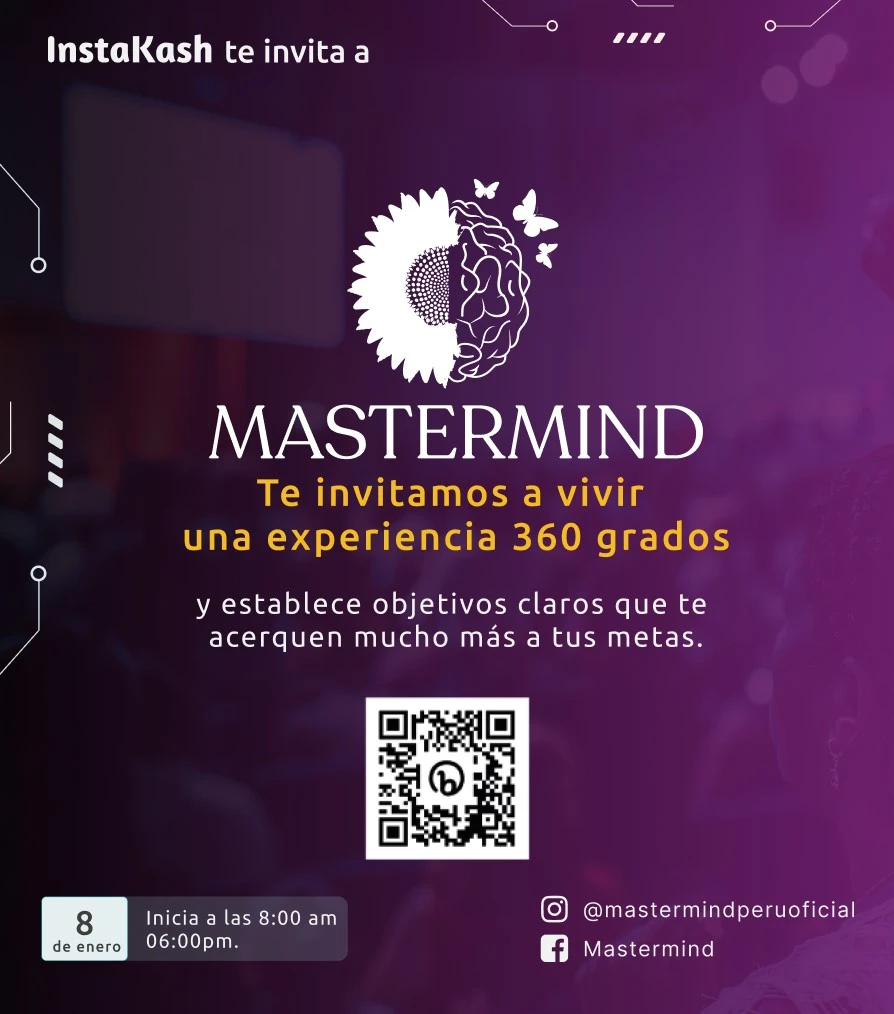 InstaKash te invita a
MASTERMIND
Te invitamos a vivir
una experiencia 360 grados
y establece objetivos claros que te
acerquen mucho más a tus metas.
b
8
de enero
Inicia a las 8:00 am
06:00pm.
@mastermindperuoficial
Mastermind